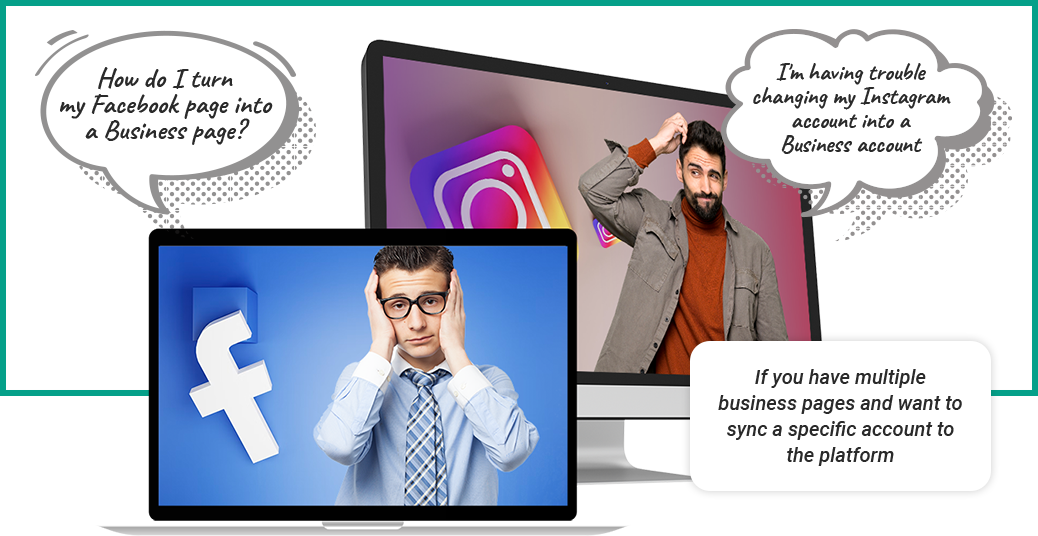 How do I turn
my Facebook page into
a Business page?
I'm having trouble
changing my Instagram
account into a
Business account
If you have multiple
business pages and want to
sync a specific account to
the platform